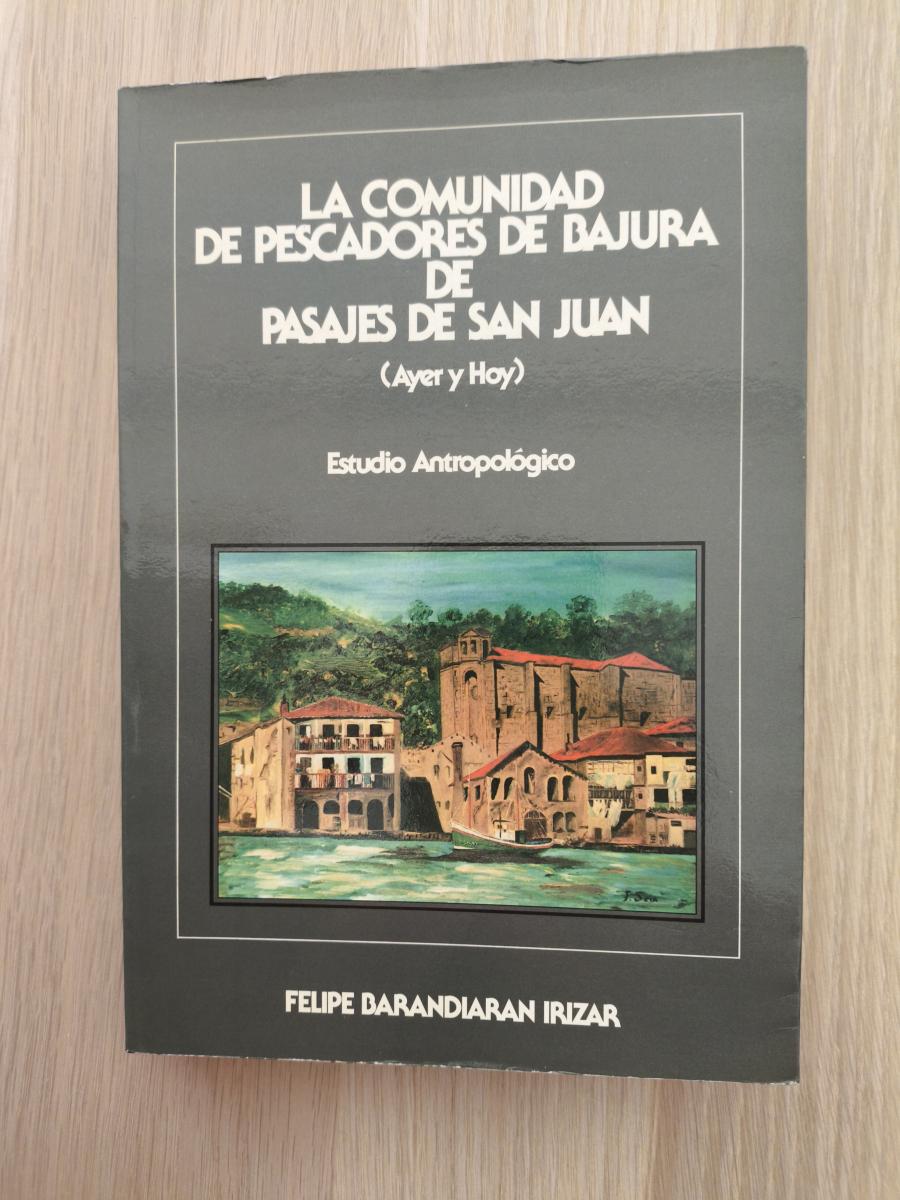 LA COMUNIDAD
DE PESCADORES DE BAJURA
DE
PASAJES DE SAN JUAN
(Ayer y Hoy)
Estudio Antropológico
FELIPE BARANDIARAN IRIZAR